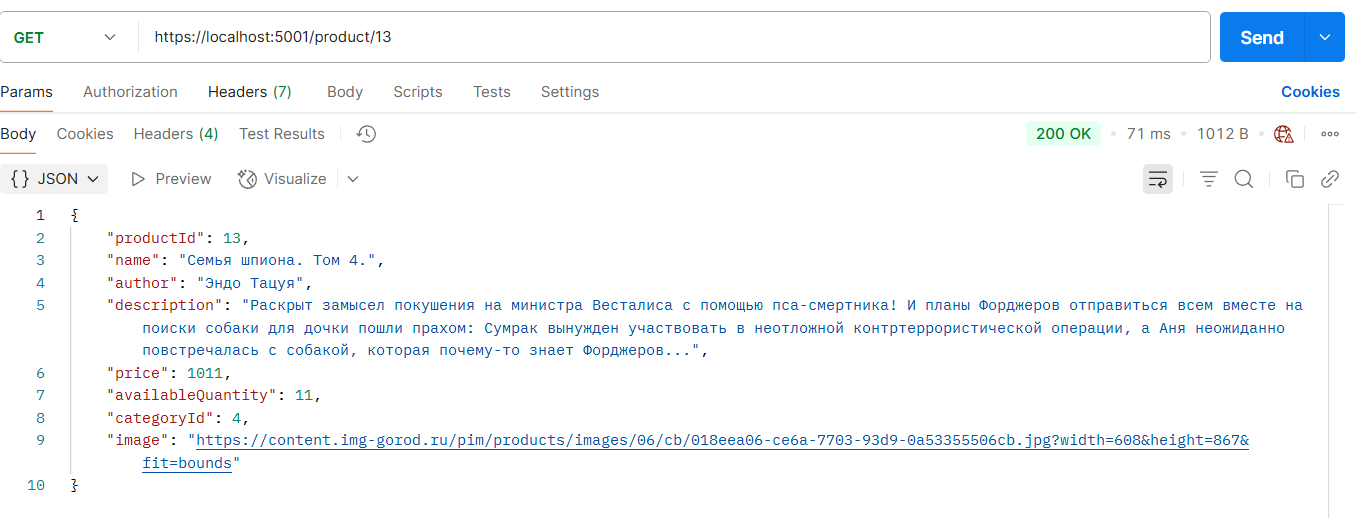 GET https://localhost:5001/product/13 Send
Params Authorization Headers (7) Body Scripts Tests Settings Cookies
Body Cookies Headers (4) Test Results 200 OK • 71 ms • 1012 B •
{} JSON Preview Visualize
1 {
2 "productId": 13,
3 "name": "Семья шпиона. Том 4.",
4 "author": "Эндо Тацуя",
5 "description": "Раскрыт замысел покушения на министра Весталиса с помощью пса-смертника! И планы Форджеров отправиться всем вместе на
поиски собаки для дочки пошли прахом: Сумрак вынужден участвовать в неотложной контртеррористической операции, а Аня неожиданно
повстречалась с собакой, которая почему-то знает Форджеров...",
6 "price": 1011,
7 "availableQuantity": 11,
8 "categoryId": 4,
9 "image": "https://content.img-gorod.ru/pim/products/images/06/cb/018eea06-ce6a-7703-93d9-0a53355506cb.jpg?width=608&height=867&
fit=bounds"
10 }